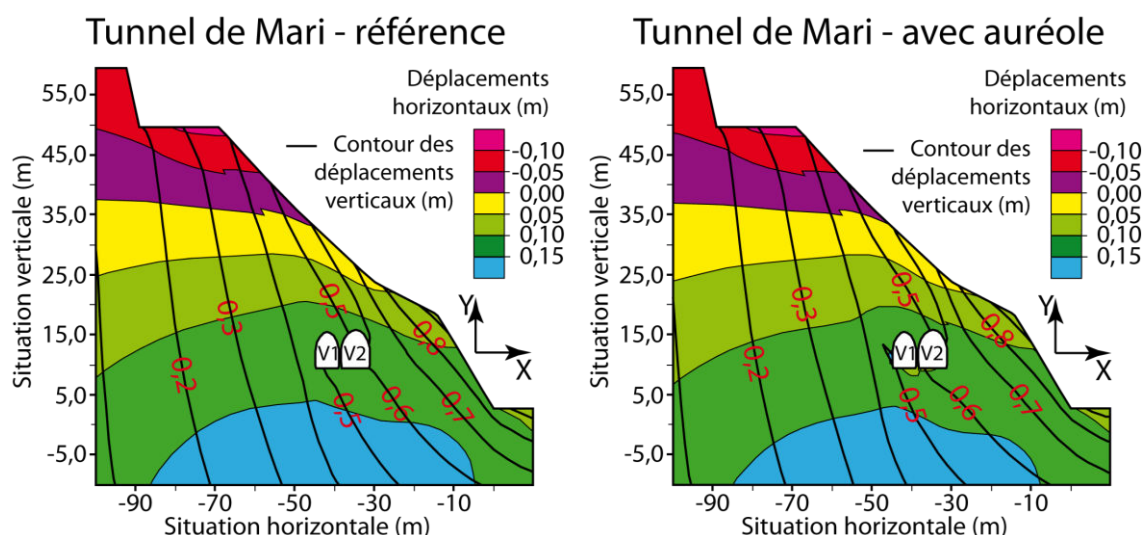 Tunnel de Mari - référence
Déplacements
horizontaux (m)
Contour des
déplacements
verticaux (m)
-0,10
-0,05
0,00
0,05
0,10
0,15
Situation verticale (m)
55,0
45,0
35,0
25,0
15,0
5,0
-5,0
0,2
0,3
0,5
0,5
0,6
0,7
0,8
V1
V2
Y
X
-90
-70
-50
-30
-10
Situation horizontale (m)
Tunnel de Mari - avec auréole
Déplacements
horizontaux (m)
Contour des
déplacements
verticaux (m)
-0,10
-0,05
0,00
0,05
0,10
0,15
Situation verticale (m)
55,0
45,0
35,0
25,0
15,0
5,0
-5,0
0,2
0,3
0,5
0,5
0,6
0,7
0,8
V1
V2
Y
X
-90
-70
-50
-30
-10
Situation horizontale (m)